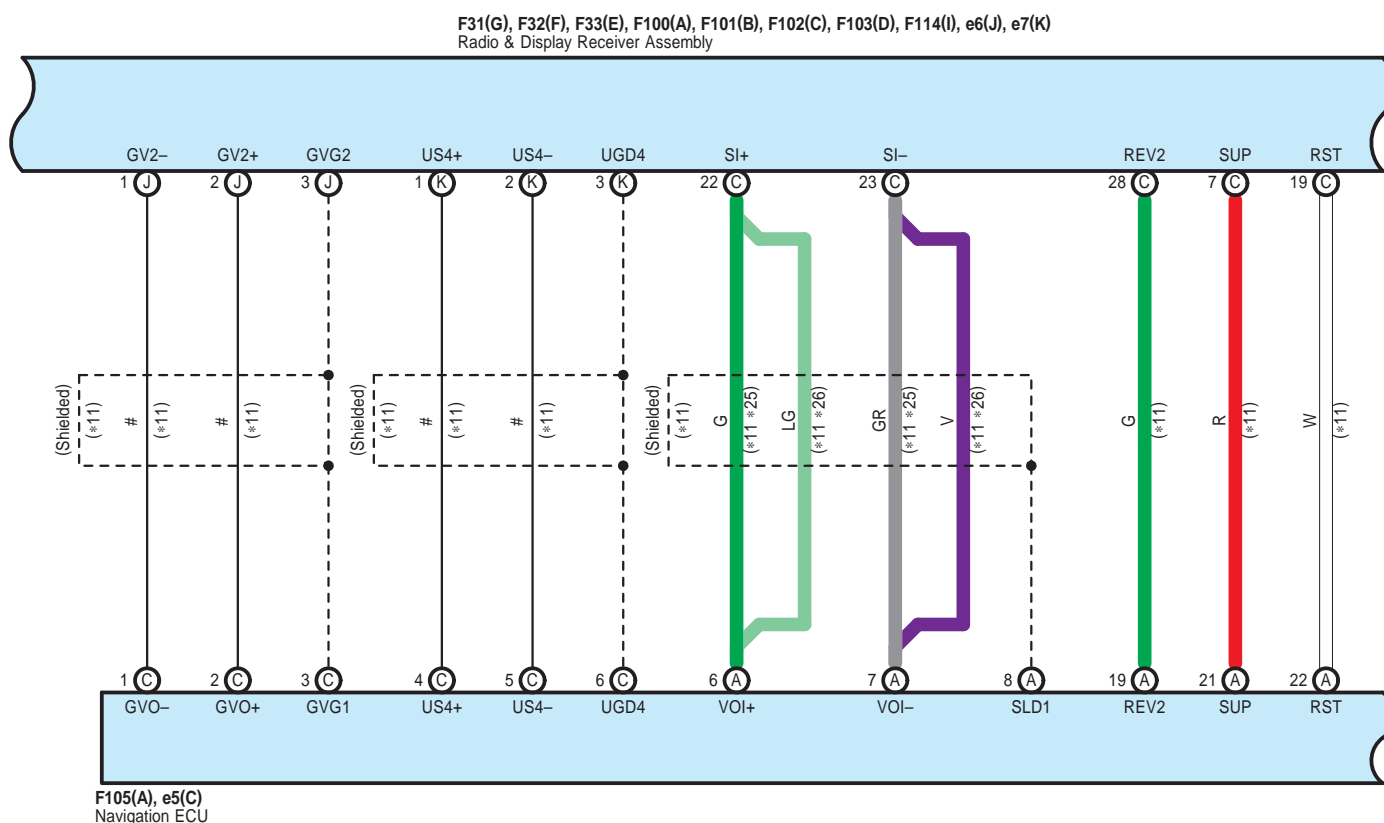 F31(G), F32(F), F33(E), F100(A), F101(B), F102(C), F103(D), F114(I), e6(J), e7(K)
Radio & Display Receiver Assembly
GV2– GV2+ GVG2 US4+ US4– UGD4 SI+ SI– REV2 SUP RST
1 J 2 J 3 J 1 K 2 K 3 K 22 C 23 C 28 C 7 C 19 C
(Shielded) (*11) # (*11) # (*11) (Shielded) (*11) # (*11) # (*11) (Shielded) (*11) G (*11 *25) LG (*11 *26) GR (*11 *25) V (*11 *26) G (*11) R (*11) W (*11)
1 C 2 C 3 C 4 C 5 C 6 C 6 A 7 A 8 A 19 A 21 A 22 A
GVO– GVO+ GVG1 US4+ US4– UGD4 VOI+ VOI– SLD1 REV2 SUP RST
F105(A), e5(C)
Navigation ECU